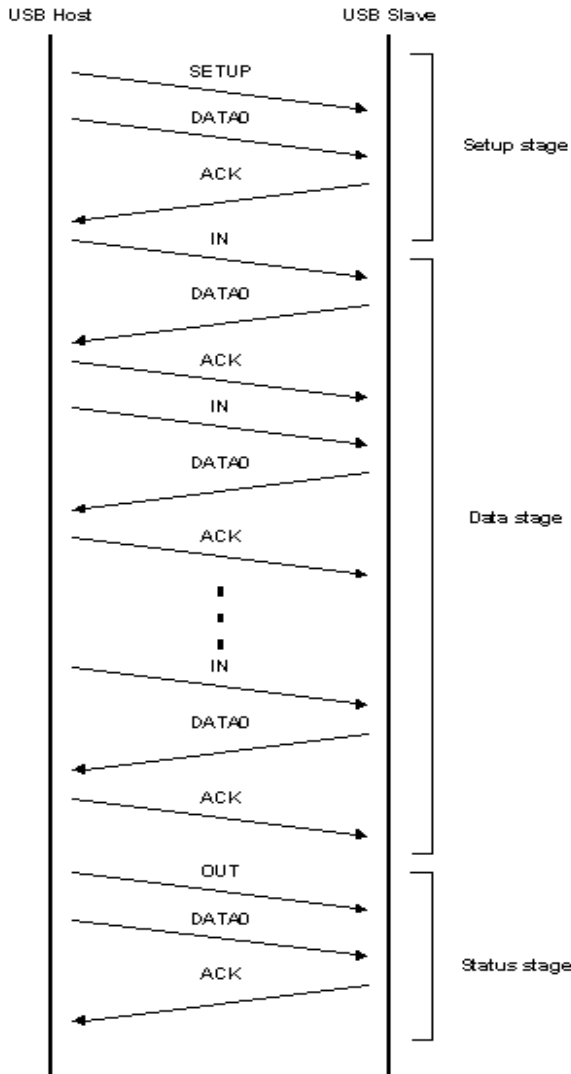 USB Host
USB Slave
SETUP
DATA0
Setup stage
ACK
IN
DATA0
ACK
IN
DATA0
Data stage
ACK
IN
DATA0
ACK
OUT
DATA0
Status stage
ACK